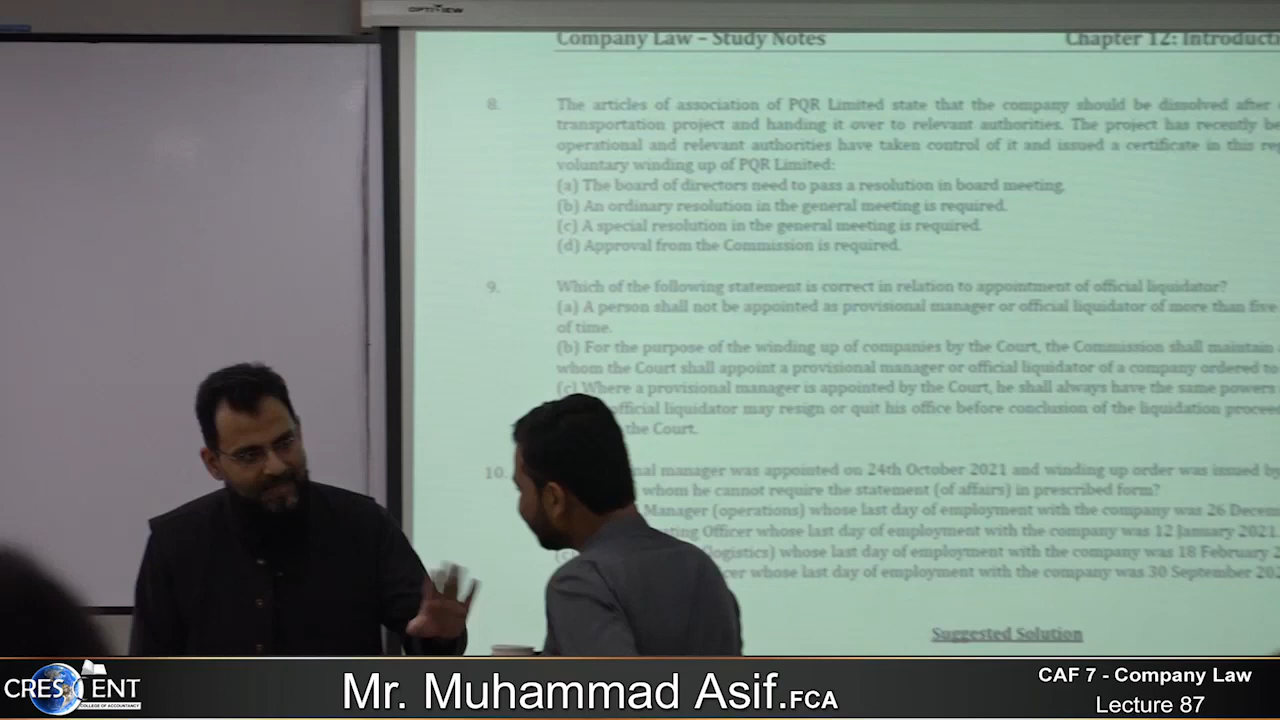 OPTIVIEW
Company Law – Study Notes Chapter 12:
8. The articles of association of PQR Limited state that the company should be dissolved after
transportation project and handing it over to relevant authorities. The project has recently
operational and relevant authorities have taken control of it and issued a certificate in this
voluntary winding up of PQR Limited:
(a) The board of directors need to pass a resolution in board meeting.
(b) An ordinary resolution in the general meeting is required.
(c) A special resolution in the general meeting is required.
(d) Approval from the Commission is required.
9. Which of the following statement is correct in relation to appointment of official liquidator?
(a) A person shall not be appointed as provisional manager or official liquidator of more than five
of time.
(b) For the purpose of the winding up of companies by the Court, the Commission shall maintain
whom the Court shall appoint a provisional manager or official liquidator of a company ordered to
(c) Where a provisional manager is appointed by the Court, he shall always have the same powers
official liquidator may resign or quit his office before conclusion of the liquidation
the Court.
10. manager was appointed on 24th October 2021 and winding up order was issued by
whom he cannot require the statement (of affairs) in prescribed form?
Manager (operations) whose last day of employment with the company was 26
Officer whose last day of employment with the company was 12 January 2021.
(logistics) whose last day of employment with the company was 18 February
whose last day of employment with the company was 30 September
Suggested Solution
CRESCENT
COLLEGE OF ACCOUNTANCY
Mr. Muhammad Asif.FCA
CAF 7 - Company Law
Lecture 87